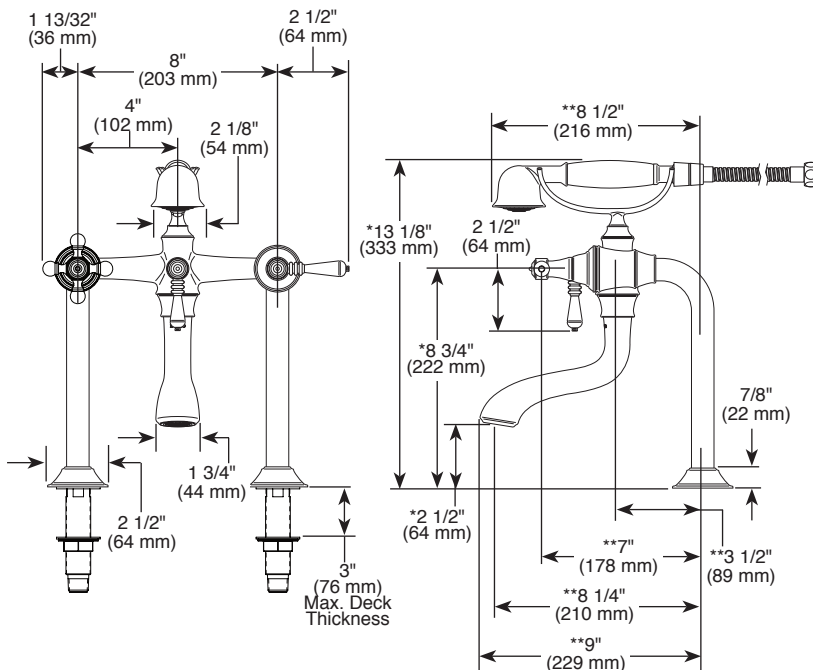 1 13/32"
(36 mm)
8"
(203 mm)
2 1/2"
(64 mm)
4"
(102 mm)
2 1/8"
(54 mm)
1 3/4"
(44 mm)
2 1/2"
(64 mm)
3"
(76 mm)
Max. Deck
Thickness
**8 1/2"
(216 mm)
*13 1/8"
(333 mm)
2 1/2"
(64 mm)
*8 3/4"
(222 mm)
7/8"
(22 mm)
*2 1/2"
(64 mm)
**7"
(178 mm)
**3 1/2"
(89 mm)
**8 1/4"
(210 mm)
**9"
(229 mm)